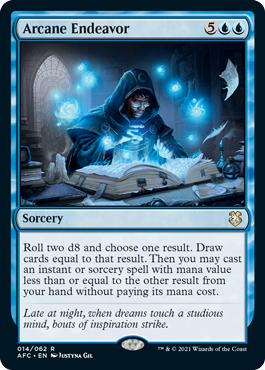 Arcane Endeavor 5
Sorcery
Roll two d8 and choose one result. Draw
cards equal to that result. Then you may cast
an instant or sorcery spell with mana value
less than or equal to the other result from
your hand without paying its mana cost.
Late at night, when dreams touch a studious
mind, bouts of inspiration strike.
014/062 R
AFC • EN Justyna Gil
™ & © 2021 Wizards of the Coast